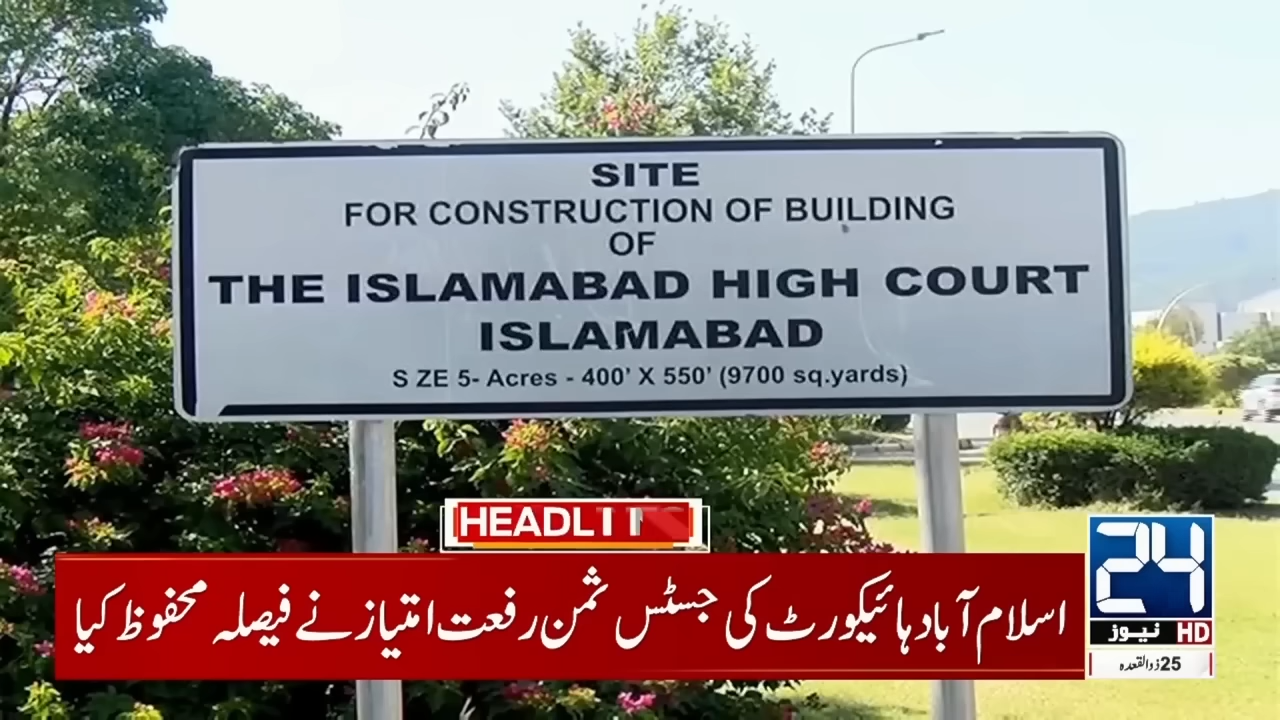 SITE
FOR CONSTRUCTION OF BUILDING
OF
THE ISLAMABAD HIGH COURT
ISLAMABAD
S ZE 5- Acres - 400' X 550' (9700 sq.yards)
اسلام آباد ہائیکورٹ کی جسٹس ثمن رفعت امتیاز نے فیصلہ محفوظ کیا
24
نیوز HD
25 ذوالقعدہ